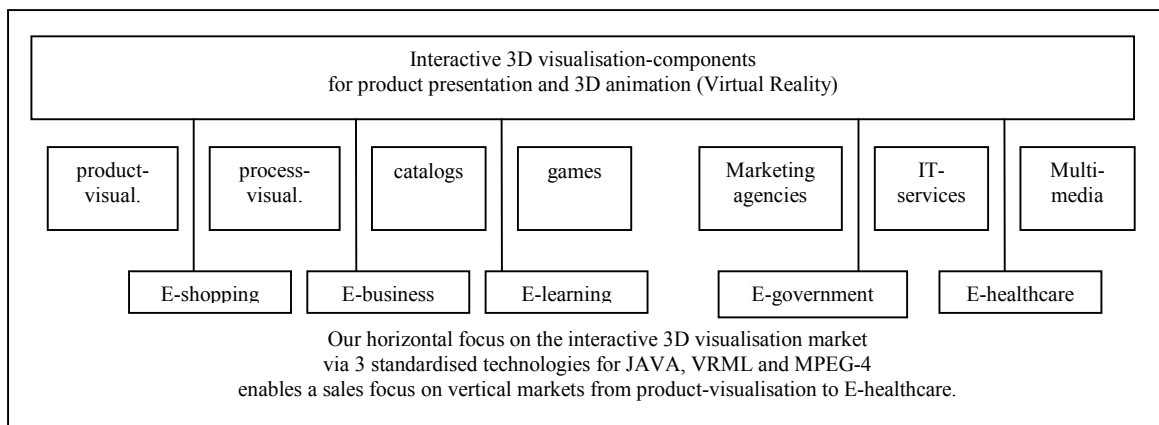 Interactive 3D visualisation-components
for product presentation and 3D animation (Virtual Reality)
product-
visual.
process-
visual.
catalogs
games
Marketing
agencies
IT-
services
Multi-
media
E-shopping
E-business
E-learning
E-government
E-healthcare
Our horizontal focus on the interactive 3D visualisation market
via 3 standardised technologies for JAVA, VRML and MPEG-4
enables a sales focus on vertical markets from product-visualisation to E-healthcare.